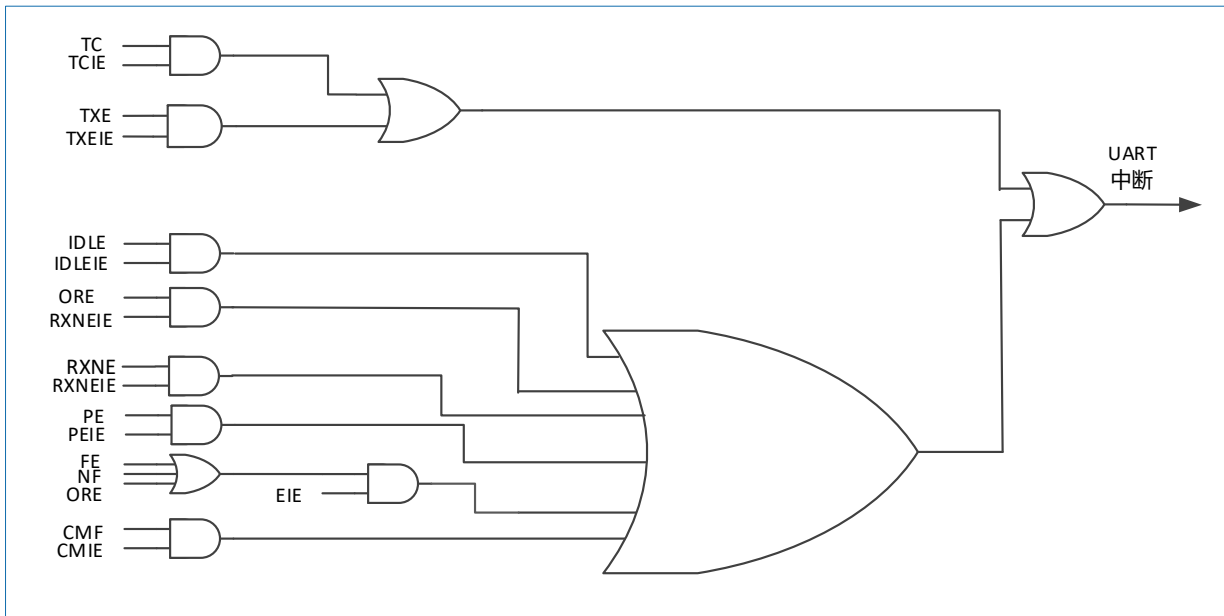 TC
TCIE
TXE
TXEIE
UART
中断
IDLE
IDLEIE
ORE
RXNEIE
RXNE
RXNEIE
PE
PEIE
FE
NF
ORE
EIE
CMF
CMIE